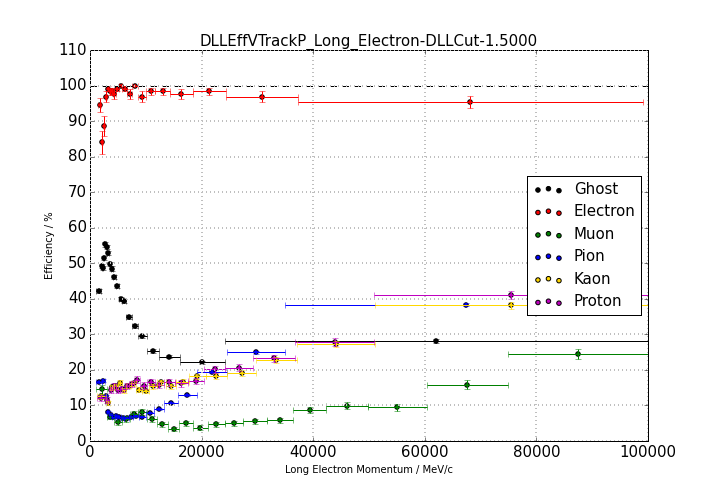 DLLEffVTrackP_Long_Electron-DLLCut-1.5000
110
100
90
80
70
60
50
40
30
20
10
0
Efficiency / %
Ghost
Electron
Muon
Pion
Kaon
Proton
0 20000 40000 60000 80000 100000
Long Electron Momentum / MeV/c